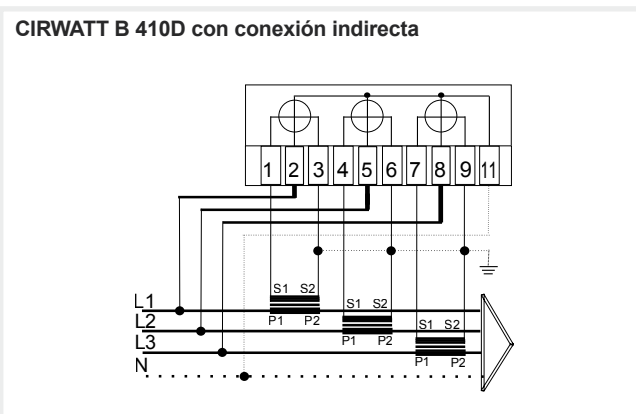 CIRWATT B 410D con conexión indirecta
1 2 3 4 5 6 7 8 9 11
S1 S2
L1
S1 S2
P1 P2
L2
S1 S2
P1 P2
L3
P1 P2
N